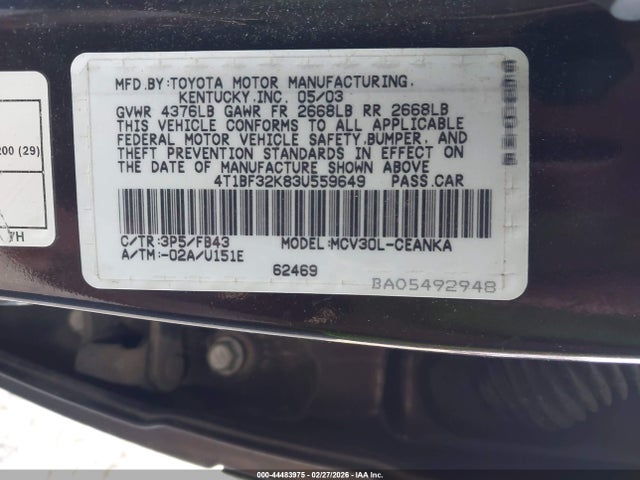 MFD.BY:TOYOTA MOTOR MANUFACTURING.
KENTUCKY.INC. 05/03
GVWR 4376LB GAWR FR 2668LB RR 2668LB
THIS VEHICLE CONFORMS TO ALL APPLICABLE
FEDERAL MOTOR VEHICLE SAFETY,BUMPER, AND
THEFT PREVENTION STANDARDS IN EFFECT ON
THE DATE OF MANUFACTURE SHOWN ABOVE
4T1BF32K83U559649 PASS.CAR
C/TR:3P5/FB43 MODEL:MCV30L-CEANKA
A/TM:-02A/U151E
62469
BA05492948
200 (29)
000-44483975 | 02/27/2026 | IAA Inc.